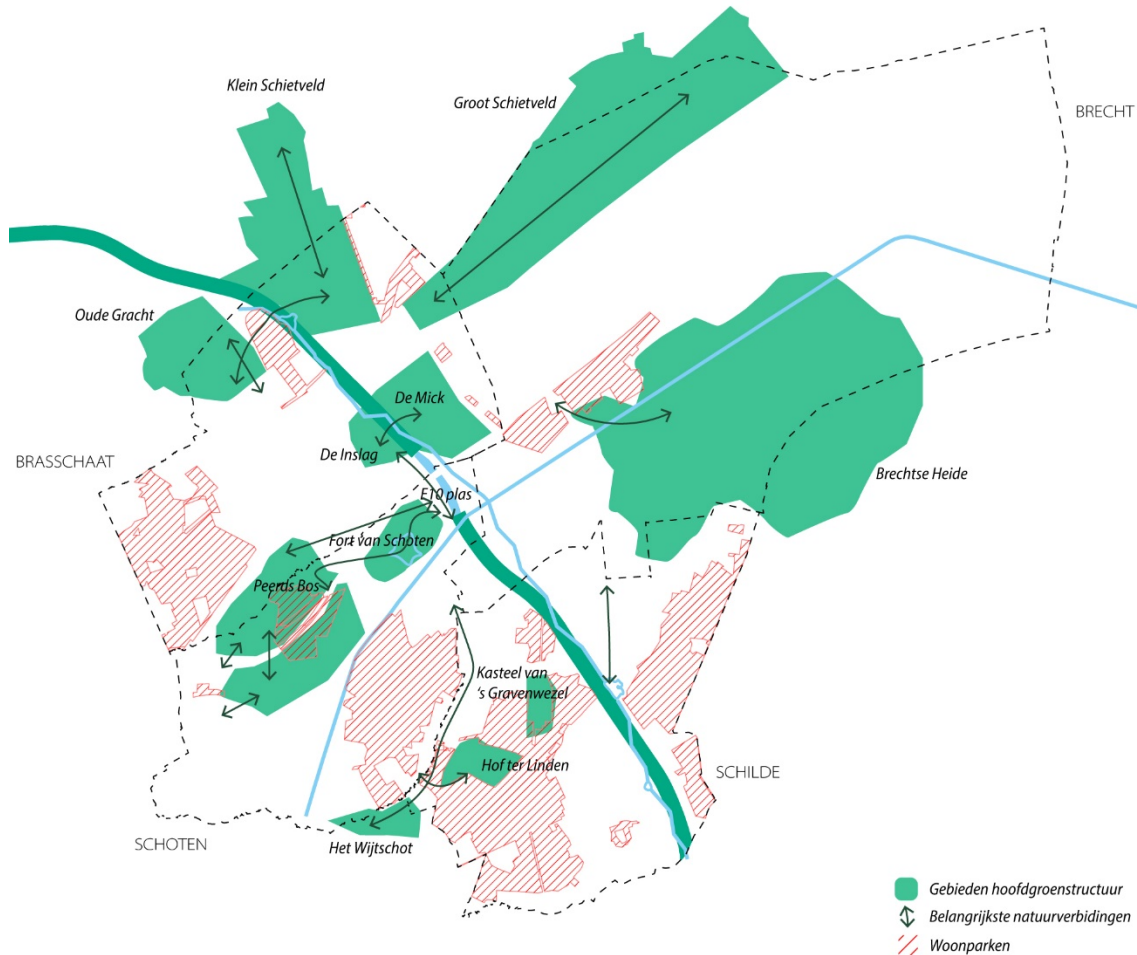 Klein Schietveld
Groot Schietveld
BRECHT
Oude Gracht
De Mick
BRASSCHAAT
De Inslag
Brechtse Heide
E10 plas
Fort van Schoten
Peerds Bos
Kasteel van
‘s Gravenwezel
Hof ter Linden
SCHILDE
SCHOTEN
Het Wijtschot
Gebieden hoofdgroenstructuur
Belangrijkste natuurverbidingen
Woonparken